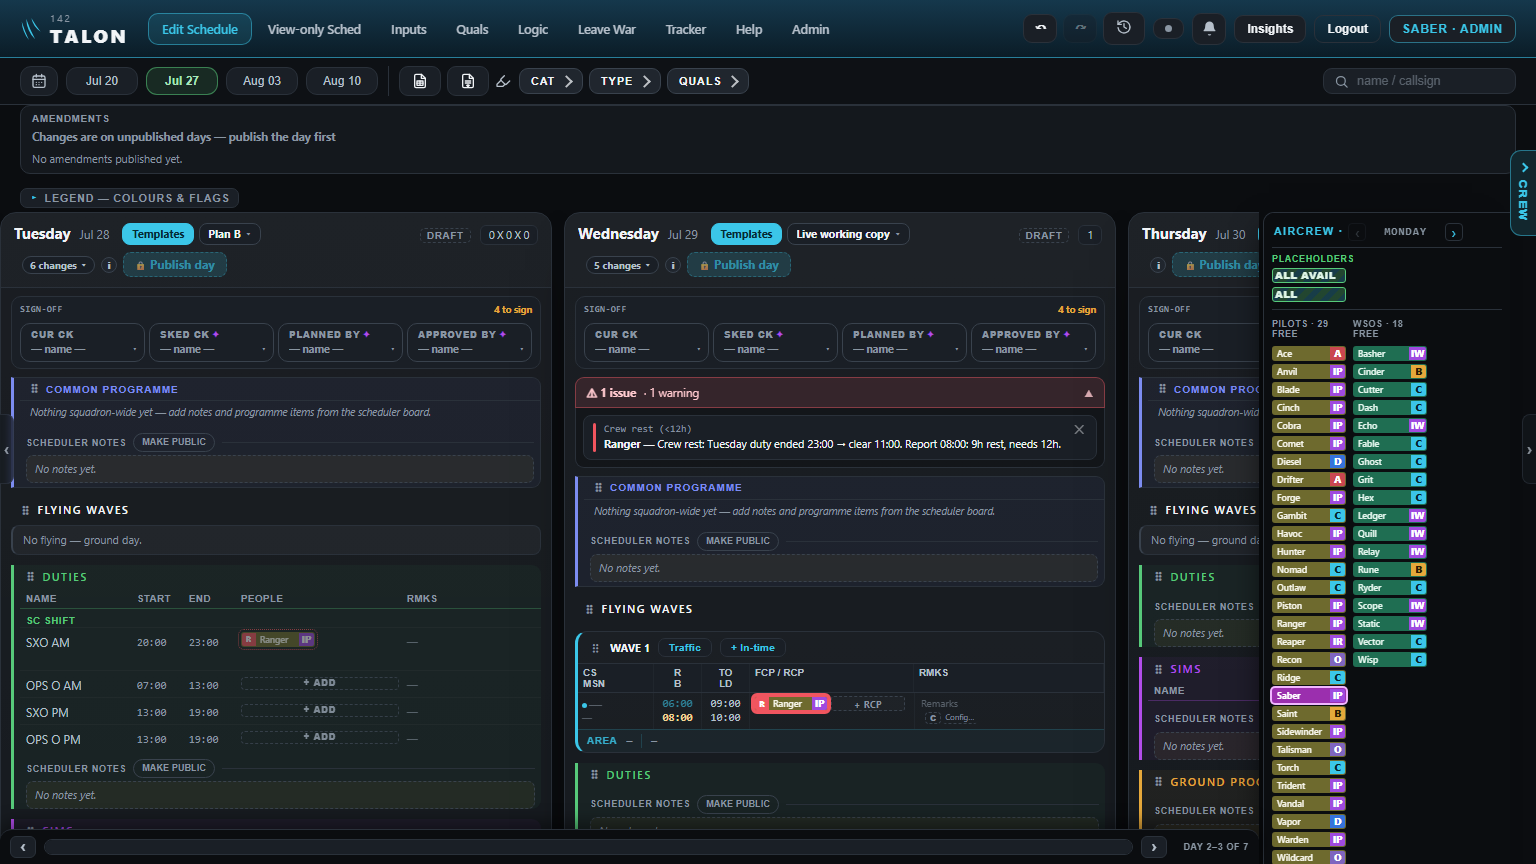 142
TALON
Edit Schedule
View-only Sched
Inputs
Quals
Logic
Leave War
Tracker
Help
Admin
Insights
Logout
SABER · ADMIN
Jul 20
Jul 27
Aug 03
Aug 10
CAT
TYPE
QUALS
name / callsign
AMENDMENTS
Changes are on unpublished days — publish the day first
No amendments published yet.
LEGEND — COLOURS & FLAGS
CREW
Tuesday Jul 28
Templates
Plan B
DRAFT
0X0X0
6 changes
i
Publish day
SIGN-OFF
4 to sign
CUR CK
— name —
SKED CK
— name —
PLANNED BY
— name —
APPROVED BY
— name —
COMMON PROGRAMME
Nothing squadron-wide yet — add notes and programme items from the scheduler board.
SCHEDULER NOTES
MAKE PUBLIC
No notes yet.
FLYING WAVES
No flying — ground day.
DUTIES
NAME START END PEOPLE RMKS
SC SHIFT
SXO AM 20:00 23:00 R Ranger IP —
OPS O AM 07:00 13:00 + ADD —
SXO PM 13:00 19:00 + ADD —
OPS O PM 13:00 19:00 + ADD —
SCHEDULER NOTES
MAKE PUBLIC
No notes yet.
SIMS
Wednesday Jul 29
Templates
Live working copy
DRAFT
1
5 changes
i
Publish day
SIGN-OFF
4 to sign
CUR CK
— name —
SKED CK
— name —
PLANNED BY
— name —
APPROVED BY
— name —
1 issue · 1 warning
Crew rest (<12h)
Ranger — Crew rest: Tuesday duty ended 23:00 → clear 11:00. Report 08:00: 9h rest, needs 12h.
COMMON PROGRAMME
Nothing squadron-wide yet — add notes and programme items from the scheduler board.
SCHEDULER NOTES
MAKE PUBLIC
No notes yet.
FLYING WAVES
WAVE 1
Traffic
+ In-time
CS R TO FCP / RCP RMKS
MSN B LD
— 06:00 09:00 R Ranger IP + RCP Remarks
— 08:00 10:00 C Config...
AREA — —
DUTIES
SCHEDULER NOTES
MAKE PUBLIC
Thursday Jul 30
i
Publish day
SIGN-OFF
CUR CK
— name —
COMMON PROG
Nothing squadron-wi
SCHEDULER NOTES
No notes yet.
FLYING WAVES
No flying — ground da
DUTIES
SCHEDULER NOTES
No notes yet.
SIMS
NAME
SCHEDULER NOTES
No notes yet.
GROUND PROG
SCHEDULER NOTES
AIRCREW ·
MONDAY
PLACEHOLDERS
ALL AVAIL
ALL
PILOTS · 29 FREE
Ace A
Anvil IP
Blade IP
Cinch IP
Cobra IP
Comet IP
Diesel D
Drifter A
Forge IP
Gambit C
Havoc IP
Hunter IP
Nomad C
Outlaw C
Piston IP
Ranger IP
Reaper IR
Recon O
Ridge C
Saber IP
Saint B
Sidewinder IP
Talisman O
Torch C
Trident IP
Vandal IP
Vapor D
Warden IP
Wildcard O
WSOS · 18 FREE
Basher IW
Cinder B
Cutter C
Dash C
Echo IW
Fable C
Ghost C
Grit C
Hex C
Ledger IW
Quill IW
Relay IW
Rune B
Ryder C
Scope IW
Static IW
Vector C
Wisp C
DAY 2–3 OF 7